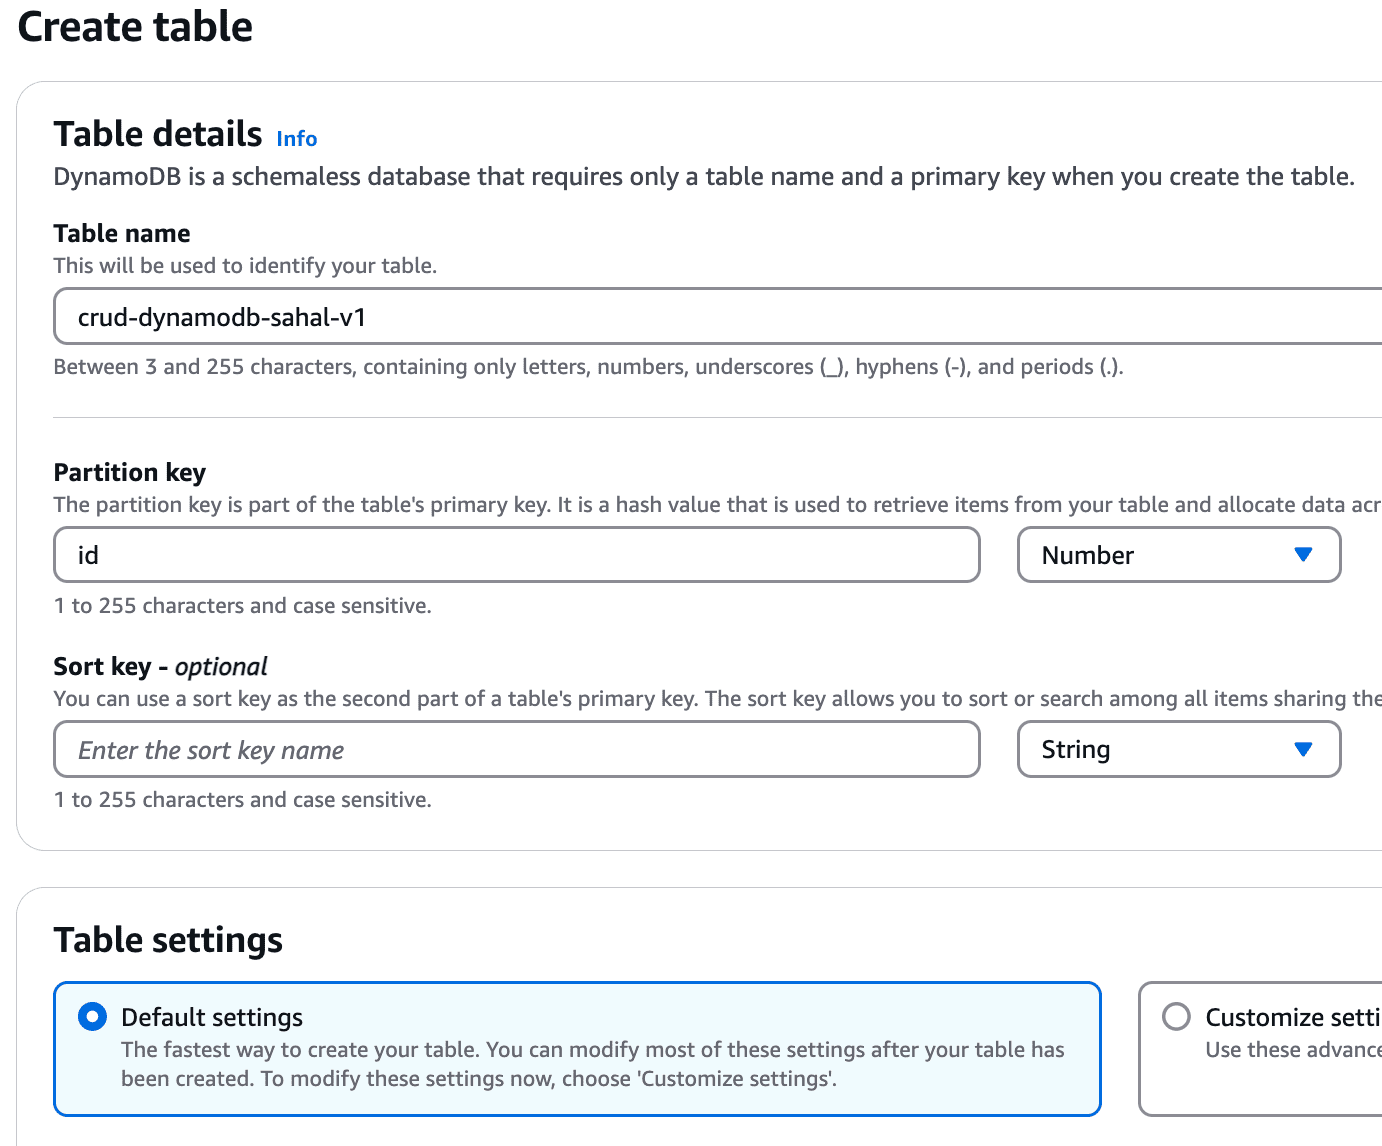 Create table
Table details Info
DynamoDB is a schemaless database that requires only a table name and a primary key when you create the table.
Table name
This will be used to identify your table.
crud-dynamodb-sahal-v1
Between 3 and 255 characters, containing only letters, numbers, underscores (_), hyphens (-), and periods (.).
Partition key
The partition key is part of the table's primary key. It is a hash value that is used to retrieve items from your table and allocate data acr
id
Number
1 to 255 characters and case sensitive.
Sort key - optional
You can use a sort key as the second part of a table's primary key. The sort key allows you to sort or search among all items sharing the
Enter the sort key name
String
1 to 255 characters and case sensitive.
Table settings
Default settings
The fastest way to create your table. You can modify most of these settings after your table has
been created. To modify these settings now, choose 'Customize settings'.
Customize setti
Use these advance